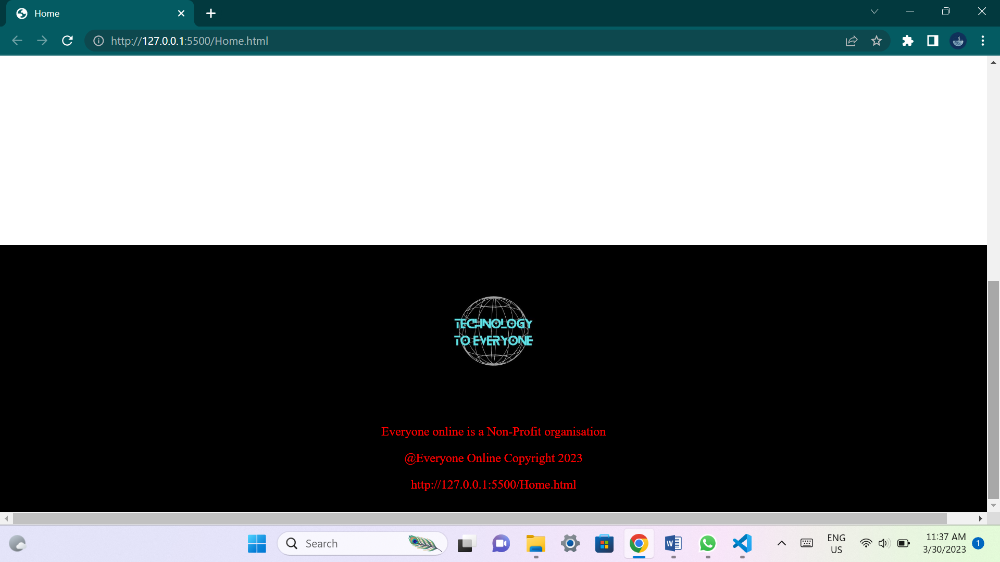 Home
http://127.0.0.1:5500/Home.html
TECHNOLOGY
TO EVERYONE
Everyone online is a Non-Profit organisation
@Everyone Online Copyright 2023
http://127.0.0.1:5500/Home.html
Search
W
ENG
US
11:37 AM
3/30/2023
1